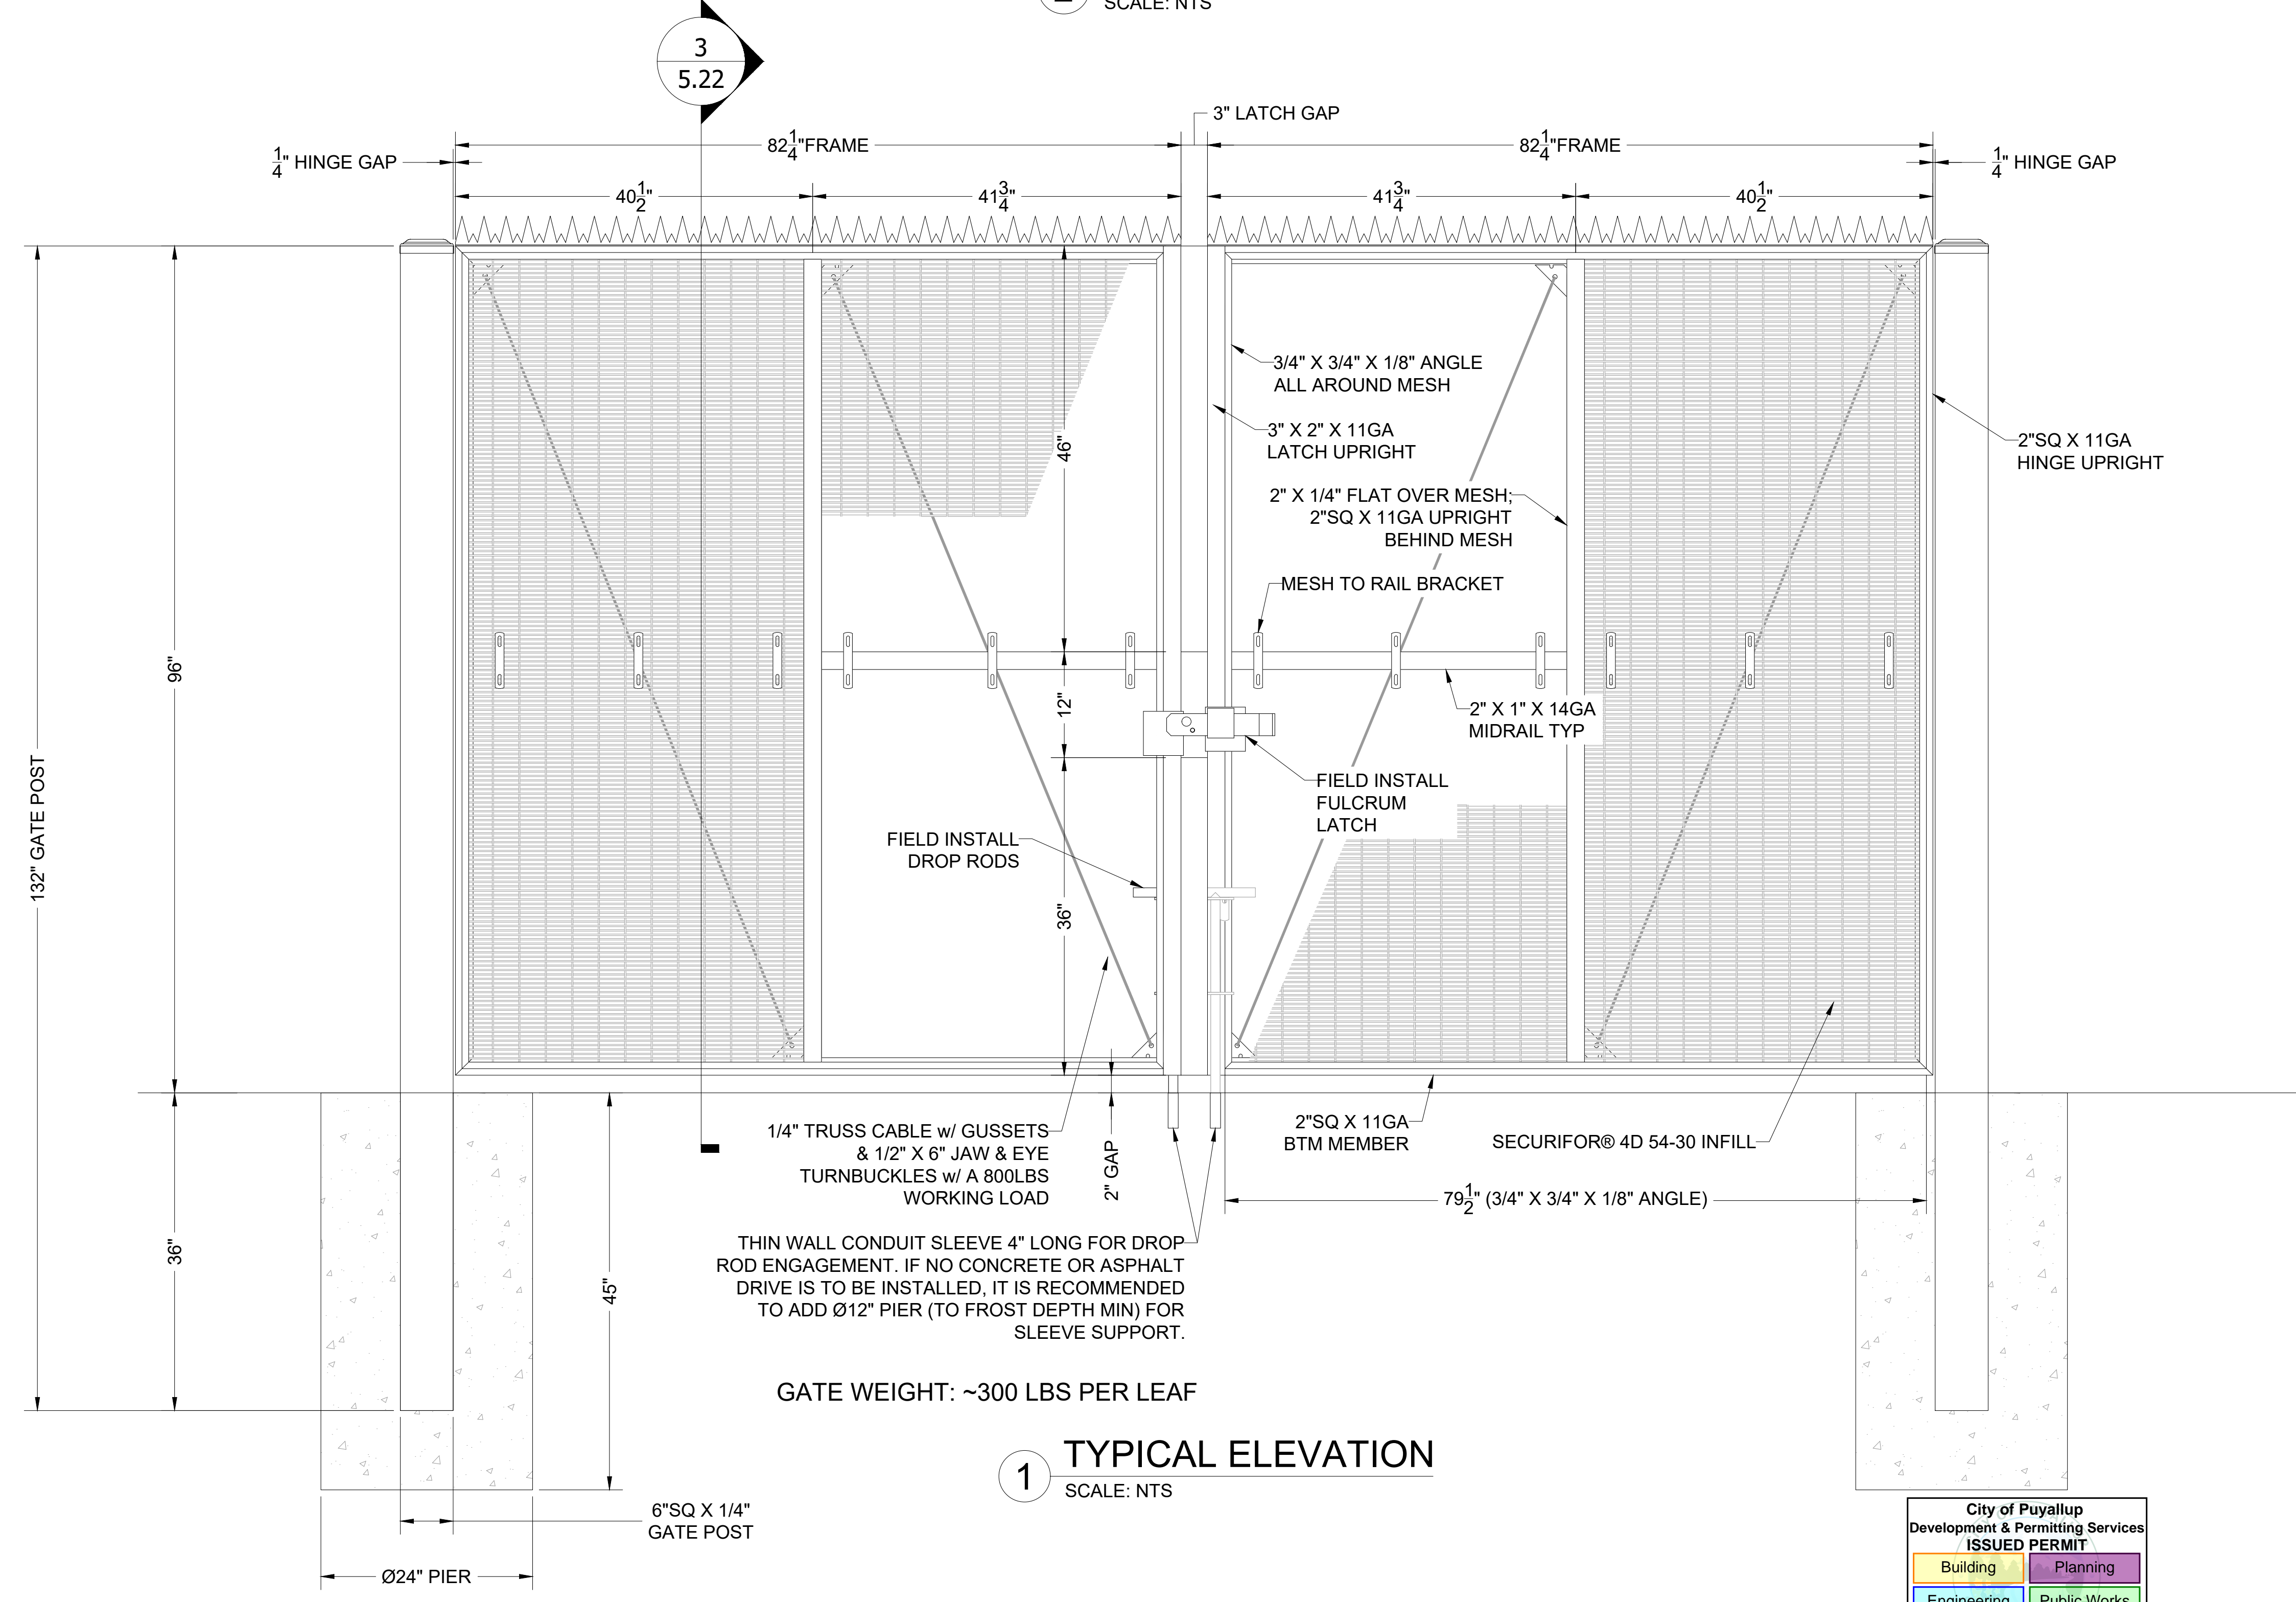 SCALE: NTS
3
5.22
3" LATCH GAP
82 1/4"FRAME
82 1/4"FRAME
1/4" HINGE GAP
1/4" HINGE GAP
40 1/2"
41 3/4"
41 3/4"
40 1/2"
3/4" X 3/4" X 1/8" ANGLE
ALL AROUND MESH
3" X 2" X 11GA
LATCH UPRIGHT
46"
2"SQ X 11GA
HINGE UPRIGHT
2" X 1/4" FLAT OVER MESH;
2"SQ X 11GA UPRIGHT
BEHIND MESH
MESH TO RAIL BRACKET
96"
12"
2" X 1" X 14GA
MIDRAIL TYP
132" GATE POST
FIELD INSTALL
FULCRUM
LATCH
FIELD INSTALL
DROP RODS
36"
1/4" TRUSS CABLE w/ GUSSETS
& 1/2" X 6" JAW & EYE
TURNBUCKLES w/ A 800LBS
WORKING LOAD
2" GAP
2"SQ X 11GA
BTM MEMBER
SECURIFOR® 4D 54-30 INFILL
79 1/2" (3/4" X 3/4" X 1/8" ANGLE)
36"
45"
THIN WALL CONDUIT SLEEVE 4" LONG FOR DROP
ROD ENGAGEMENT. IF NO CONCRETE OR ASPHALT
DRIVE IS TO BE INSTALLED, IT IS RECOMMENDED
TO ADD Ø12" PIER (TO FROST DEPTH MIN) FOR
SLEEVE SUPPORT.
GATE WEIGHT: ~300 LBS PER LEAF
1
TYPICAL ELEVATION
SCALE: NTS
6"SQ X 1/4"
GATE POST
Ø24" PIER
City of Puyallup
Development & Permitting Services
ISSUED PERMIT
Building
Planning
Engineering
Public Works